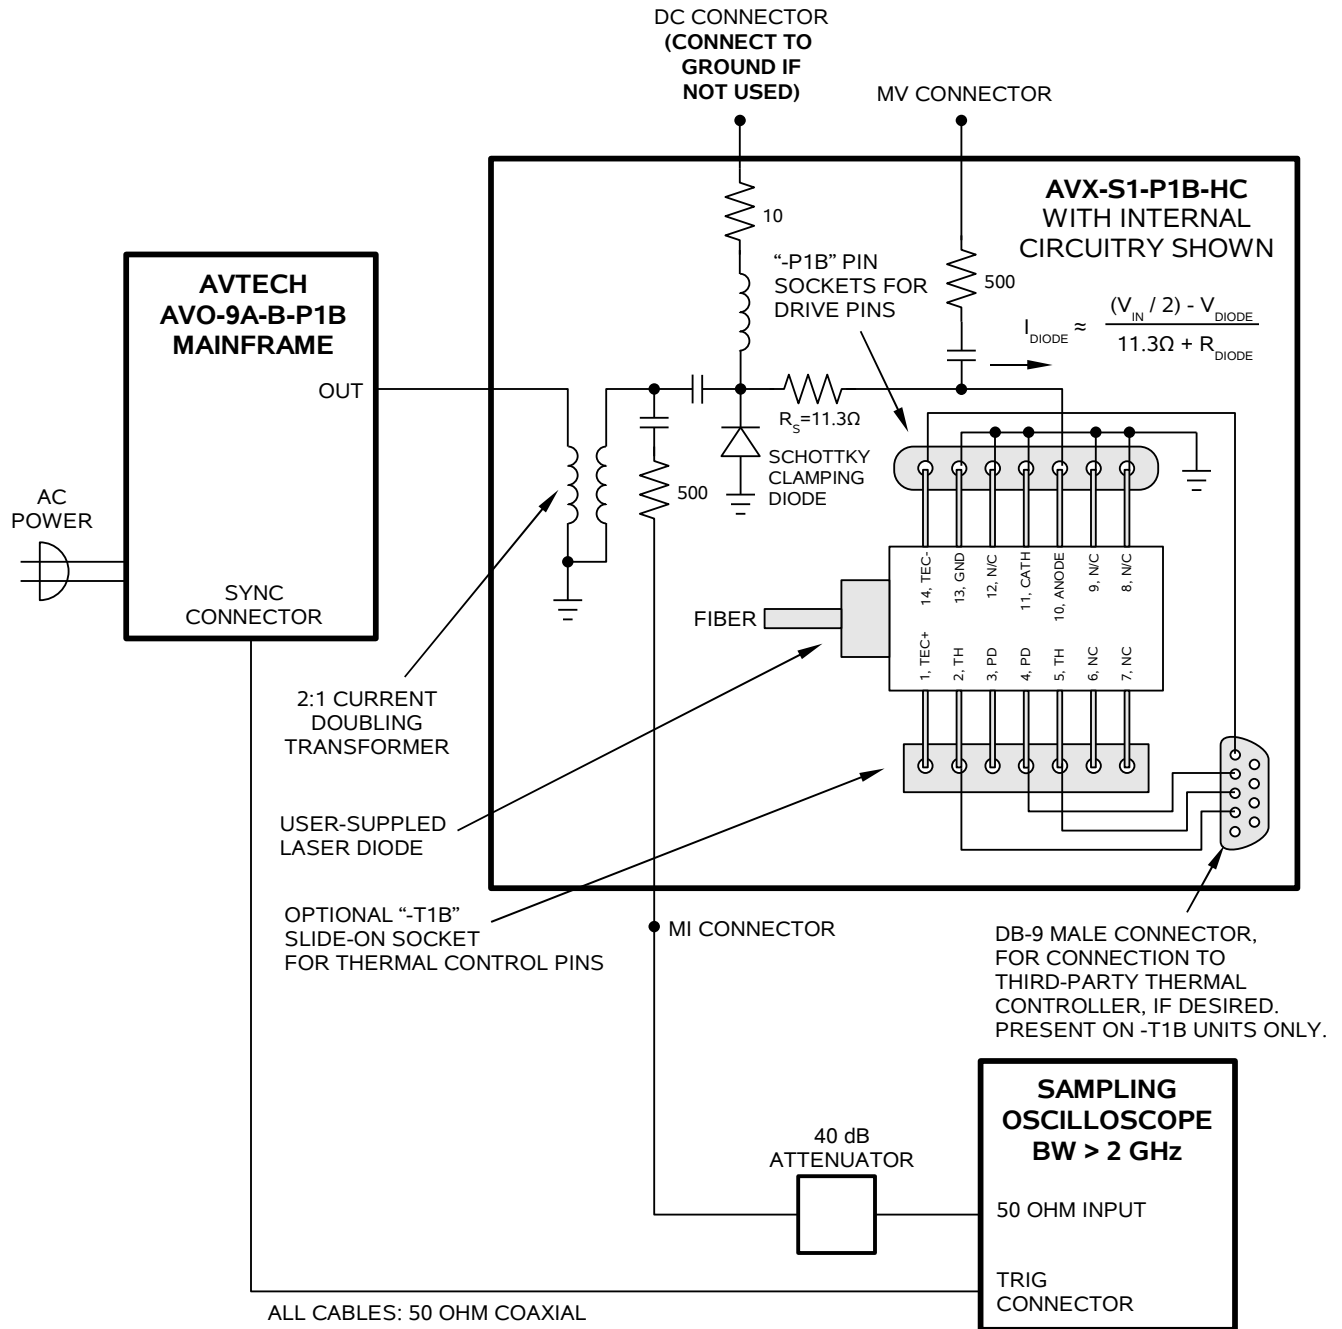 DC CONNECTOR
(CONNECT TO
GROUND IF
NOT USED)
MV CONNECTOR
AVX-S1-P1B-HC
WITH INTERNAL
CIRCUITRY SHOWN
10
500
"-P1B" PIN
SOCKETS FOR
DRIVE PINS
I DIODE ≈ (V IN / 2) - V DIODE
11.3Ω + R DIODE
AVTECH
AVO-9A-B-P1B
MAINFRAME
OUT
RS=11.3Ω
SCHOTTKY
CLAMPING
DIODE
500
AC
POWER
SYNC
CONNECTOR
14, TEC-
13, GND
12, N/C
11, CATH
10, ANODE
9, N/C
8, N/C
FIBER
1, TEC+
2, TH
3, PD
4, PD
5, TH
6, NC
7, NC
2:1 CURRENT
DOUBLING
TRANSFORMER
USER-SUPPLED
LASER DIODE
OPTIONAL "-T1B"
SLIDE-ON SOCKET
FOR THERMAL CONTROL PINS
MI CONNECTOR
DB-9 MALE CONNECTOR,
FOR CONNECTION TO
THIRD-PARTY THERMAL
CONTROLLER, IF DESIRED.
PRESENT ON -T1B UNITS ONLY.
SAMPLING
OSCILLOSCOPE
BW > 2 GHz
40 dB
ATTENUATOR
50 OHM INPUT
TRIG
CONNECTOR
ALL CABLES: 50 OHM COAXIAL